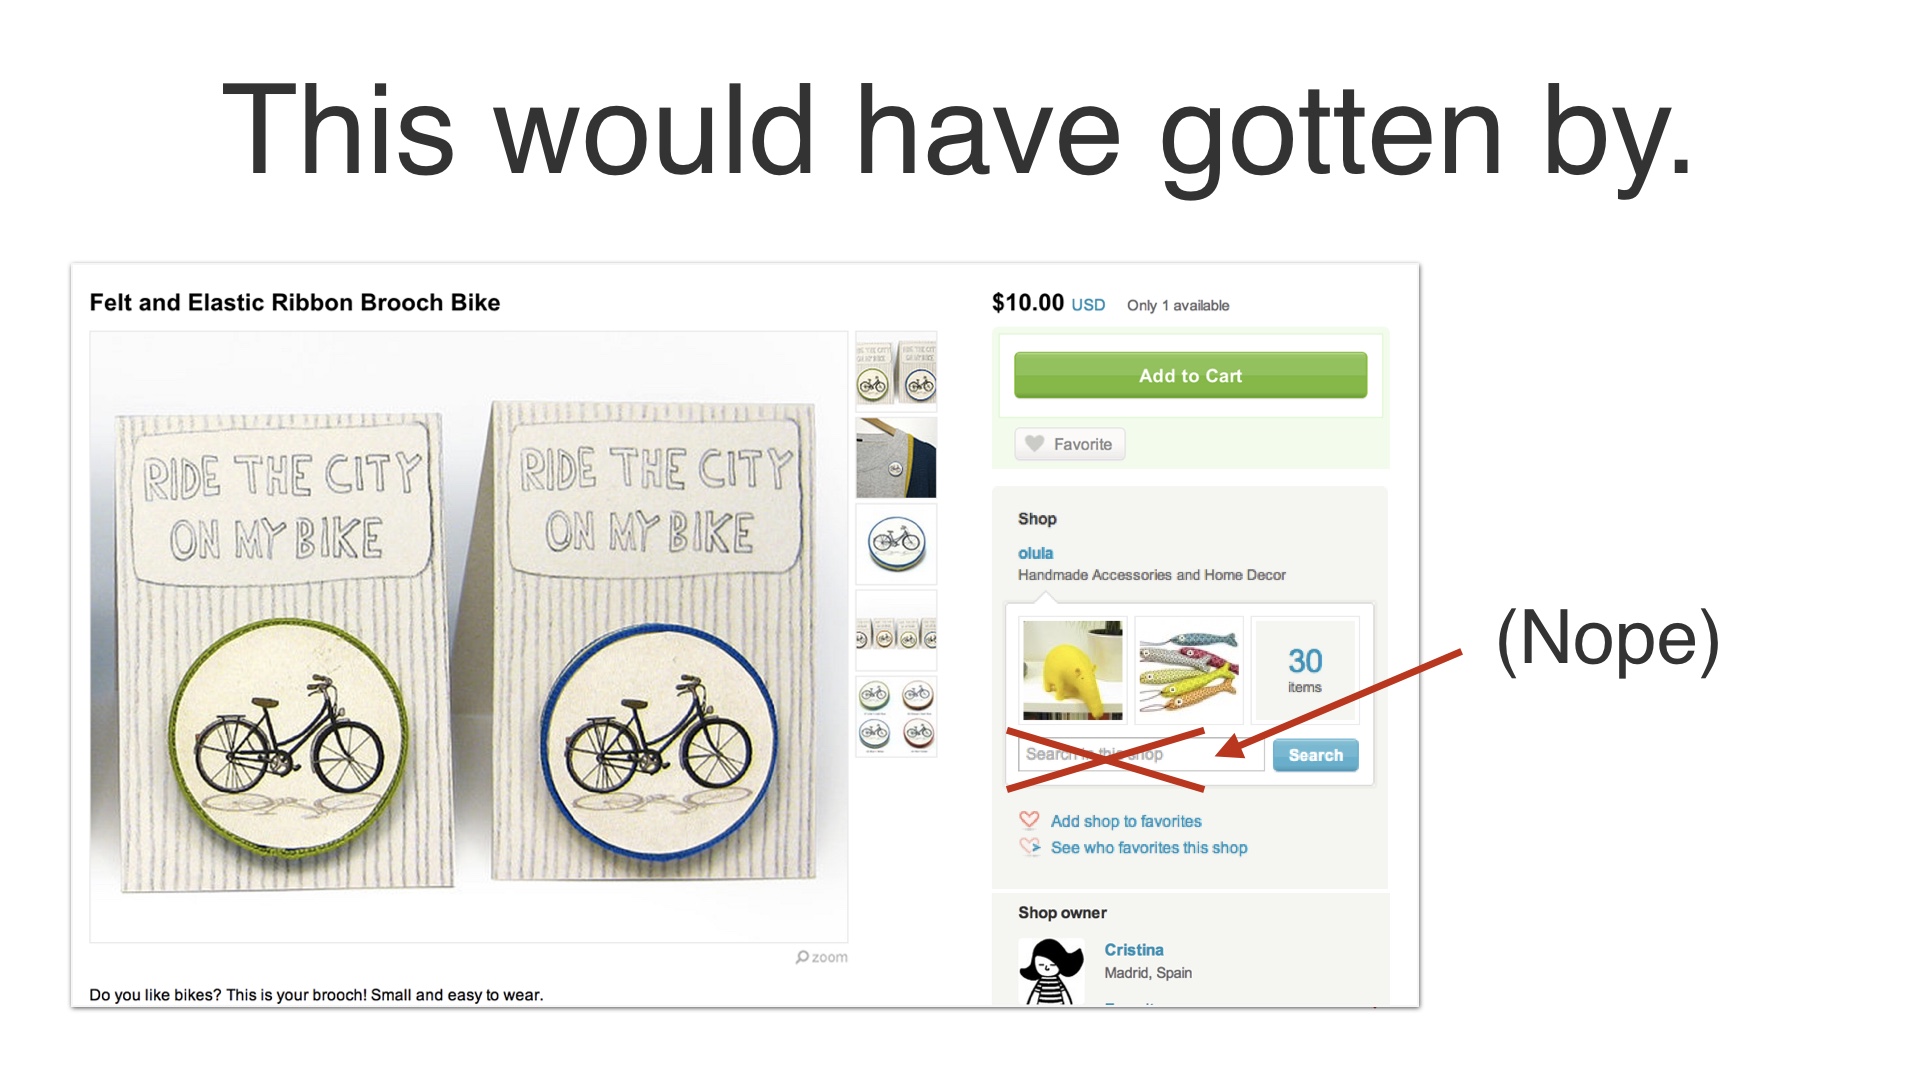 This would have gotten by.
Felt and Elastic Ribbon Brooch Bike
RIDE THE CITY
ON MY BIKE
RIDE THE CITY
ON MY BIKE
zoom
Do you like bikes? This is your brooch! Small and easy to wear.
$10.00 USD Only 1 available
Add to Cart
Favorite
Shop
olula
Handmade Accessories and Home Decor
30
items
Search in this shop
Search
Add shop to favorites
See who favorites this shop
Shop owner
Cristina
Madrid, Spain
(Nope)